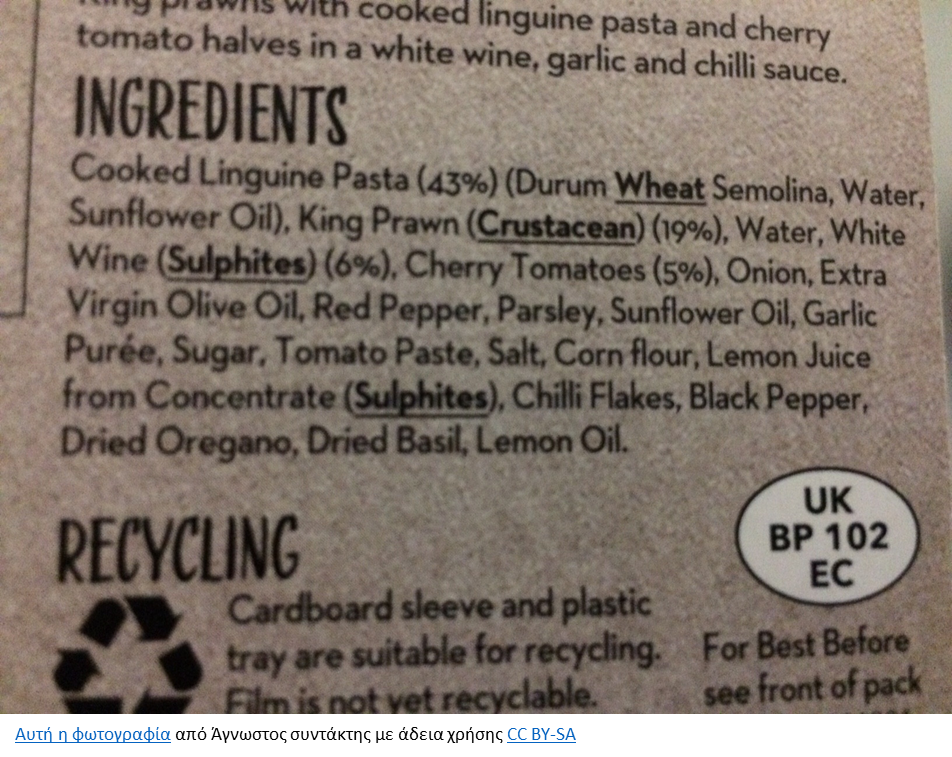 King prawns with cooked linguine pasta and cherry
tomato halves in a white wine, garlic and chilli sauce.
INGREDIENTS
Cooked Linguine Pasta (43%) (Durum Wheat Semolina, Water,
Sunflower Oil), King Prawn (Crustacean) (19%), Water, White
Wine (Sulphites) (6%), Cherry Tomatoes (5%), Onion, Extra
Virgin Olive Oil, Red Pepper, Parsley, Sunflower Oil, Garlic
Purée, Sugar, Tomato Paste, Salt, Corn flour, Lemon Juice
from Concentrate (Sulphites), Chilli Flakes, Black Pepper,
Dried Oregano, Dried Basil, Lemon Oil.
UK
BP 102
EC
RECYCLING
Cardboard sleeve and plastic
tray are suitable for recycling.
Film is not yet recyclable.
For Best Before
see front of pack
Αυτή η φωτογραφία από Άγνωστος συντάκτης με άδεια χρήσης CC BY-SA